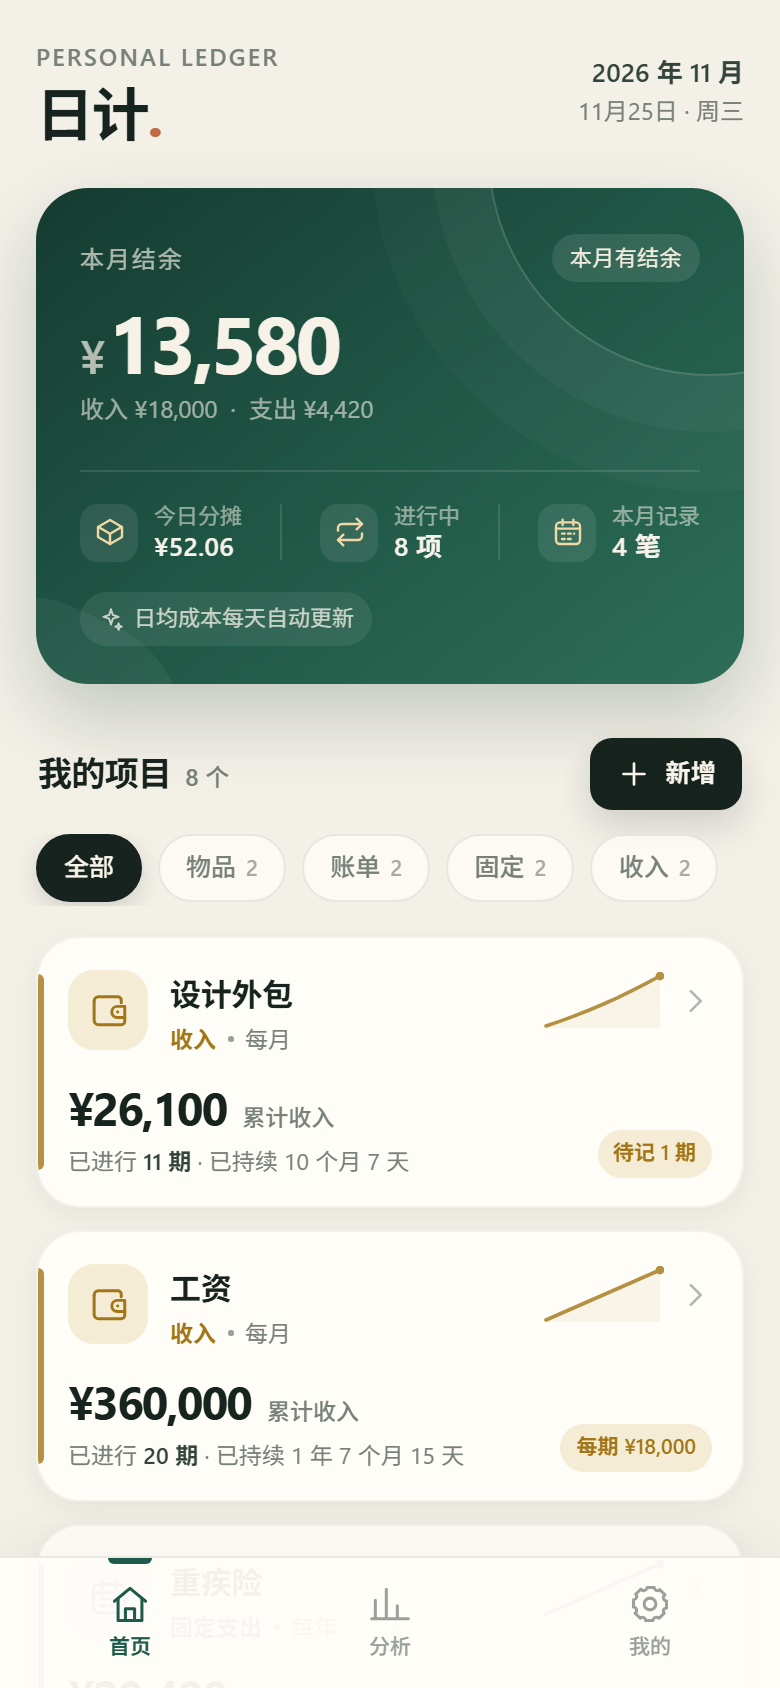 PERSONAL LEDGER
日计.
2026 年 11 月
11月25日 · 周三
本月结余
本月有结余
¥13,580
收入 ¥18,000 · 支出 ¥4,420
今日分摊
¥52.06
进行中
8 项
本月记录
4 笔
日均成本每天自动更新
我的项目 8 个
新增
全部
物品 2
账单 2
固定 2
收入 2
设计外包
收入 • 每月
¥26,100 累计收入
已进行 11 期 · 已持续 10 个月 7 天
待记 1 期
工资
收入 • 每月
¥360,000 累计收入
已进行 20 期 · 已持续 1 年 7 个月 15 天
每期 ¥18,000
重疾险
固定支出 • 每年
首页
分析
我的